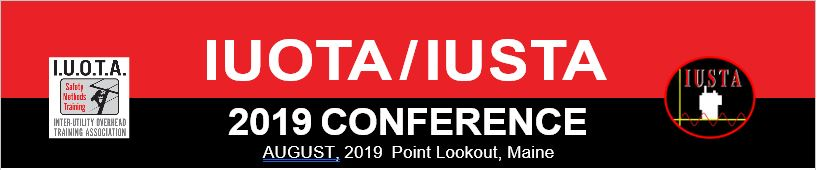 IUOTA/IUSTA
I.U.O.T.A.
Safety
Methods
Training
INTER-UTILITY OVERHEAD
TRAINING ASSOCIATION
IUSTA
2019 CONFERENCE
AUGUST, 2019 Point Lookout, Maine